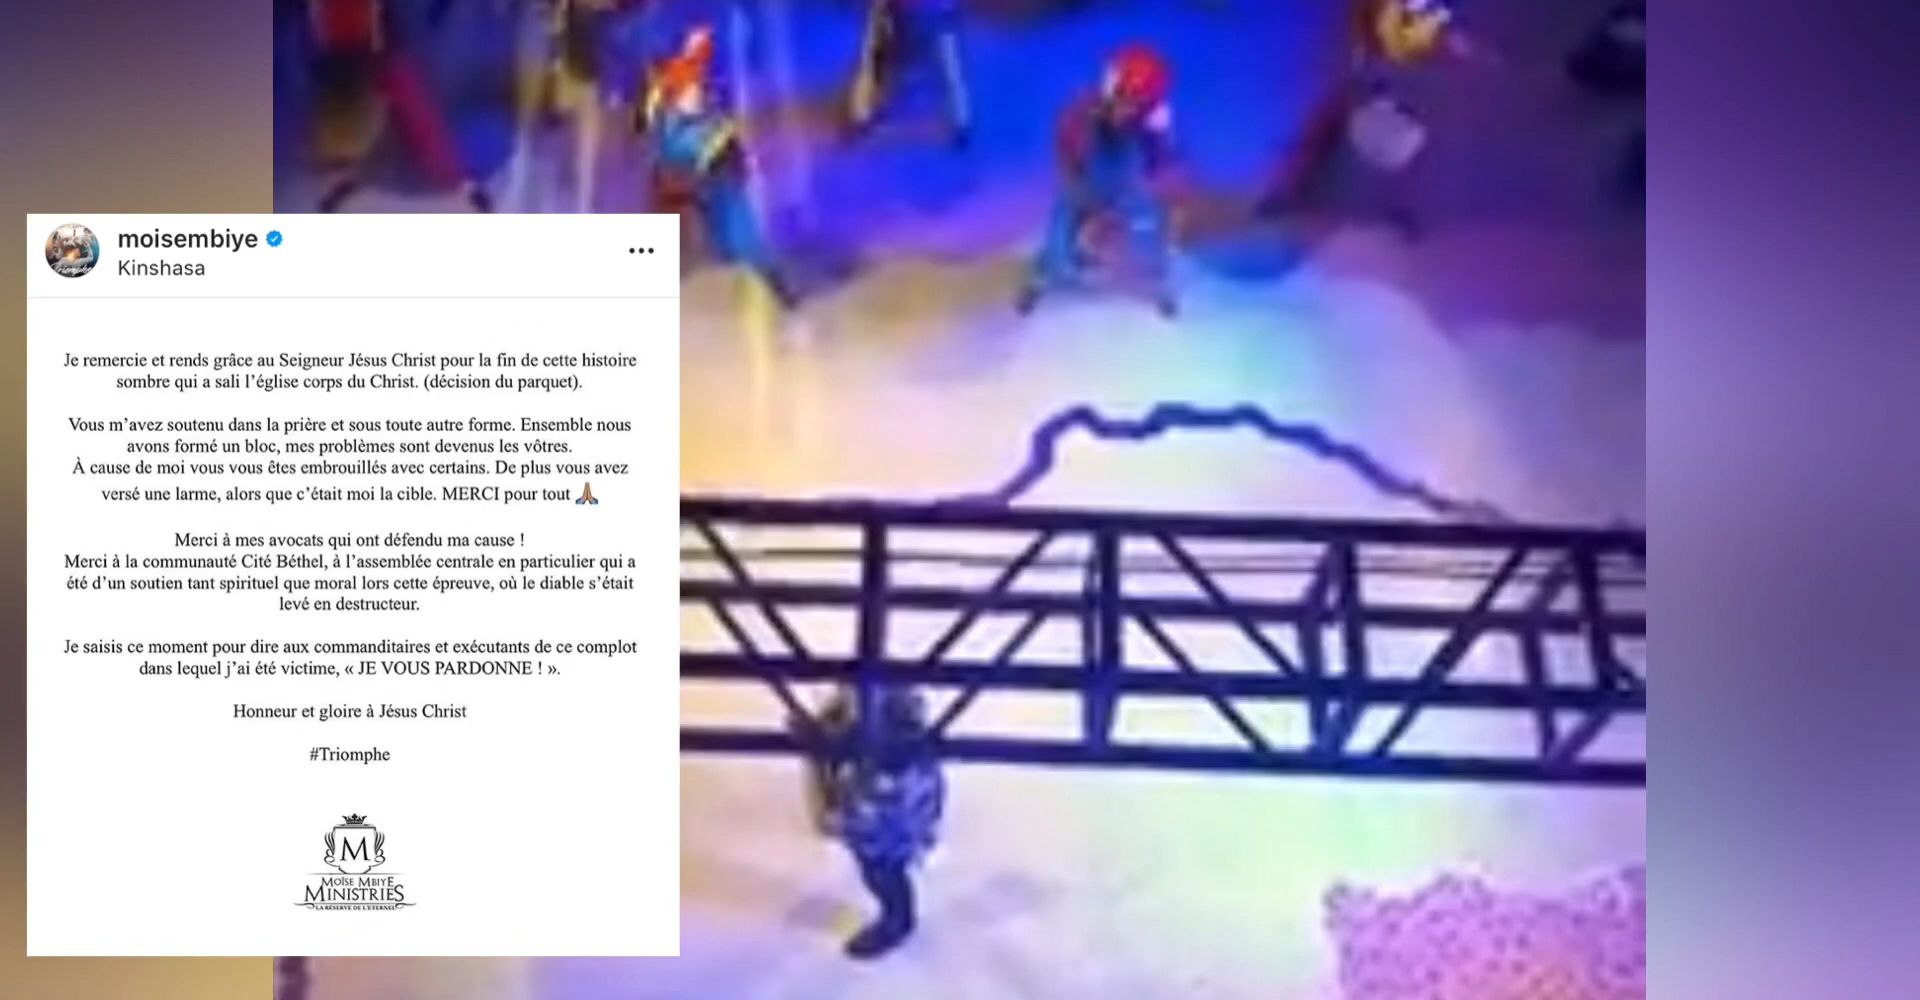 moisembiye
Kinshasa
Je remercie et rends grâce au Seigneur Jésus Christ pour la fin de cette histoire
sombre qui a sali l’église corps du Christ. (décision du parquet).
Vous m’avez soutenu dans la prière et sous toute autre forme. Ensemble nous
avons formé un bloc, mes problèmes sont devenus les vôtres.
À cause de moi vous vous êtes embrouillés avec certains. De plus vous avez
versé une larme, alors que c’était moi la cible. MERCI pour tout 🙏🏽
Merci à mes avocats qui ont défendu ma cause !
Merci à la communauté Cité Béthel, à l’assemblée centrale en particulier qui a
été d’un soutien tant spirituel que moral lors cette épreuve, où le diable s’était
levé en destructeur.
Je saisis ce moment pour dire aux commanditaires et exécutants de ce complot
dans lequel j’ai été victime, « JE VOUS PARDONNE ! ».
Honneur et gloire à Jésus Christ
#Triomphe
M
MOÏSE MBIYE
MINISTRIES
LA RÉSERVE DE L'ÉTERNEL